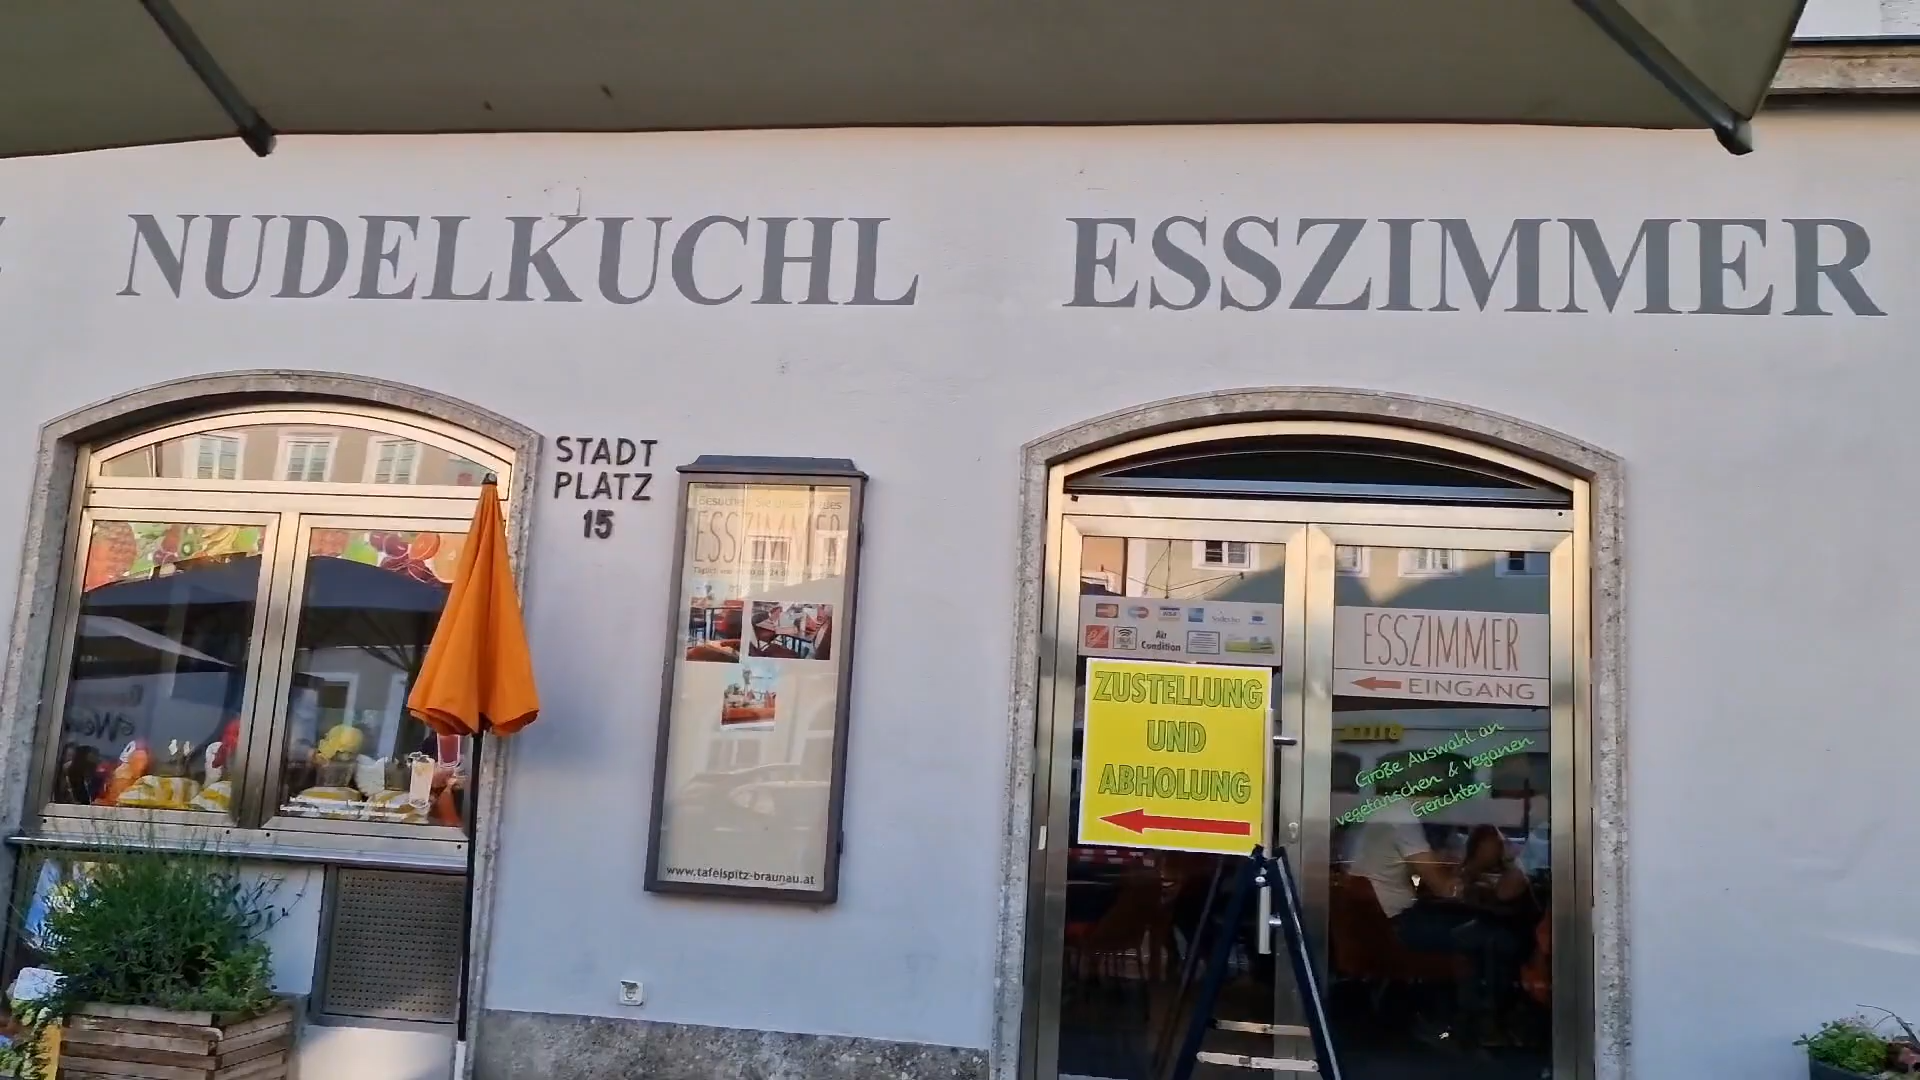 NUDELKUCHL ESSZIMMER
STADT
PLATZ
15
ESSZIMMER
www.tafelspitz-braunau.at
Air
Condition
ESSZIMMER
EINGANG
ZUSTELLUNG
UND
ABHOLUNG
Große Auswahl an
vegetarischen & veganen
Gerichten